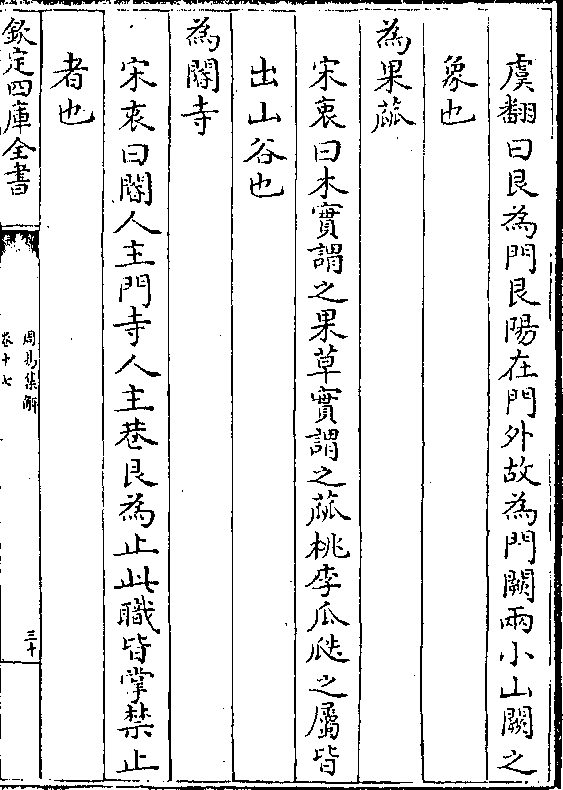 虞翻曰艮為門艮陽在門外故為門闕兩小山闕之
象也
為果蓏
宋衷曰木實謂之果草實謂之蓏桃李瓜瓞之屬皆
出山谷也
為閽寺
宋衷曰閽人主門寺人主巷艮為止此職皆掌禁止
者也
欽定四庫全書
周易集解
卷十七
三十